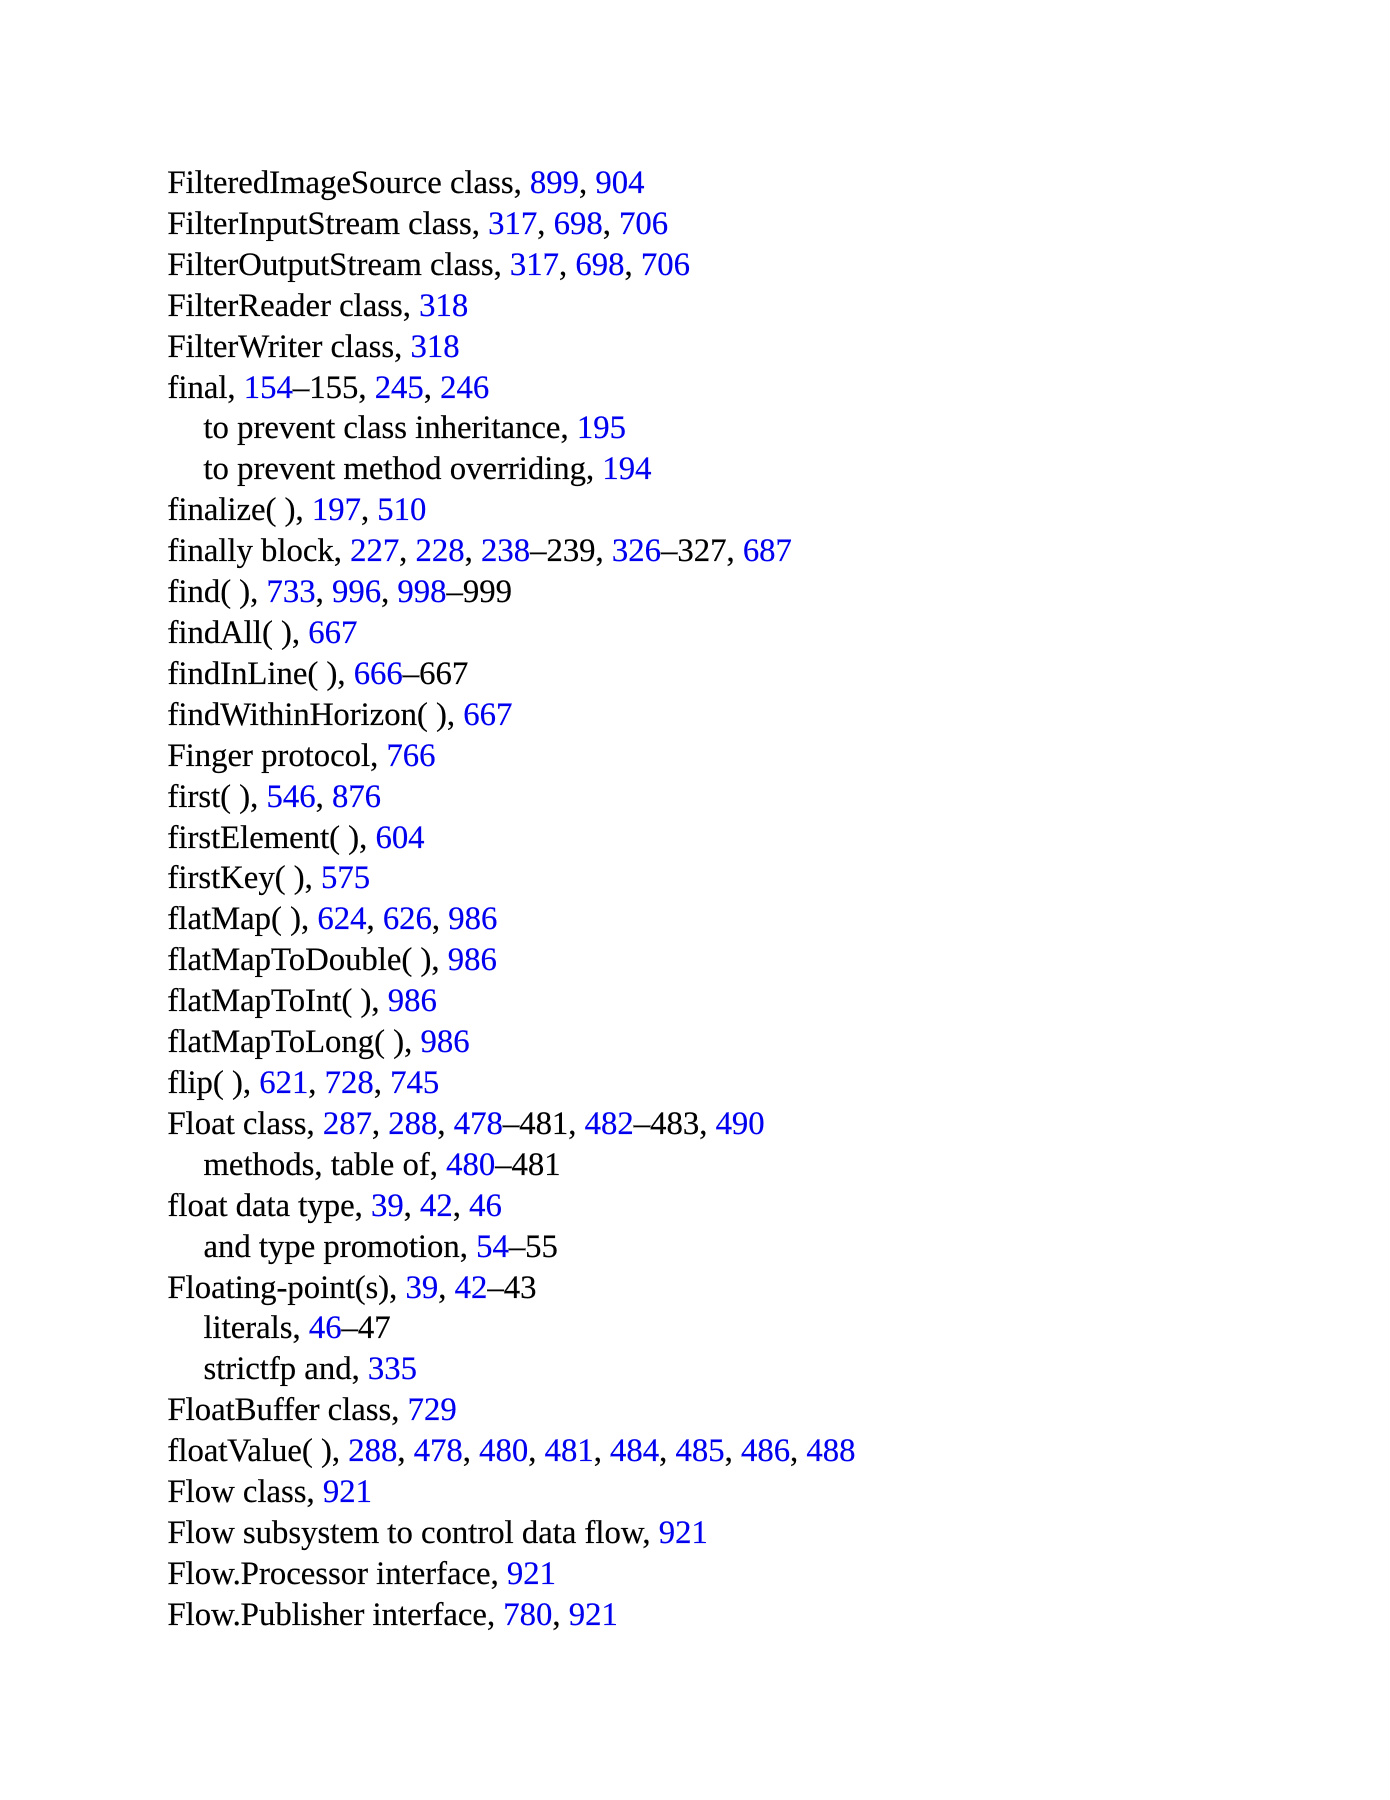 FilteredImageSource class, 899, 904
FilterInputStream class, 317, 698, 706
FilterOutputStream class, 317, 698, 706
FilterReader class, 318
FilterWriter class, 318
final, 154–155, 245, 246
to prevent class inheritance, 195
to prevent method overriding, 194
finalize( ), 197, 510
finally block, 227, 228, 238–239, 326–327, 687
find( ), 733, 996, 998–999
findAll( ), 667
findInLine( ), 666–667
findWithinHorizon( ), 667
Finger protocol, 766
first( ), 546, 876
firstElement( ), 604
firstKey( ), 575
flatMap( ), 624, 626, 986
flatMapToDouble( ), 986
flatMapToInt( ), 986
flatMapToLong( ), 986
flip( ), 621, 728, 745
Float class, 287, 288, 478–481, 482–483, 490
methods, table of, 480–481
float data type, 39, 42, 46
and type promotion, 54–55
Floating-point(s), 39, 42–43
literals, 46–47
strictfp and, 335
FloatBuffer class, 729
floatValue( ), 288, 478, 480, 481, 484, 485, 486, 488
Flow class, 921
Flow subsystem to control data flow, 921
Flow.Processor interface, 921
Flow.Publisher interface, 780, 921